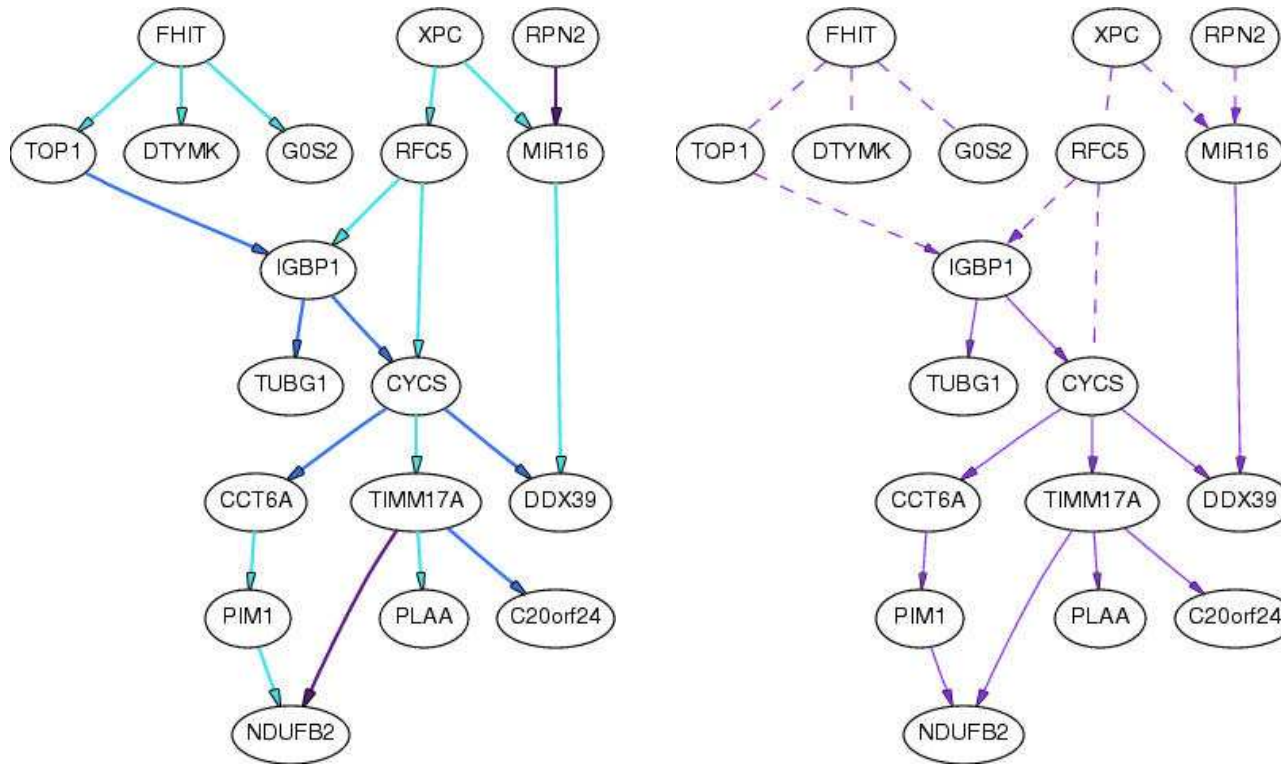 FHIT
XPC
RPN2
TOP1
DTYMK
G0S2
RFC5
MIR16
IGBP1
TUBG1
CYCS
CCT6A
TIMM17A
DDX39
PIM1
PLAA
C20orf24
NDUFB2
FHIT
XPC
RPN2
TOP1
DTYMK
G0S2
RFC5
MIR16
IGBP1
TUBG1
CYCS
CCT6A
TIMM17A
DDX39
PIM1
PLAA
C20orf24
NDUFB2